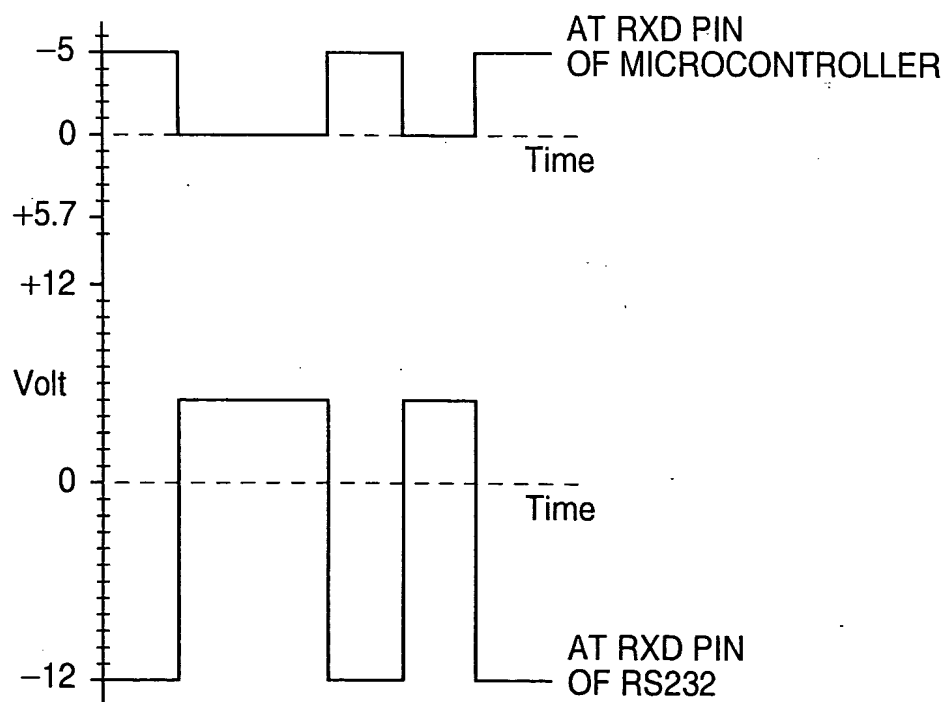 −5
AT RXD PIN
OF MICROCONTROLLER
0
Time
+5.7
+12
Volt
0
Time
−12
AT RXD PIN
OF RS232